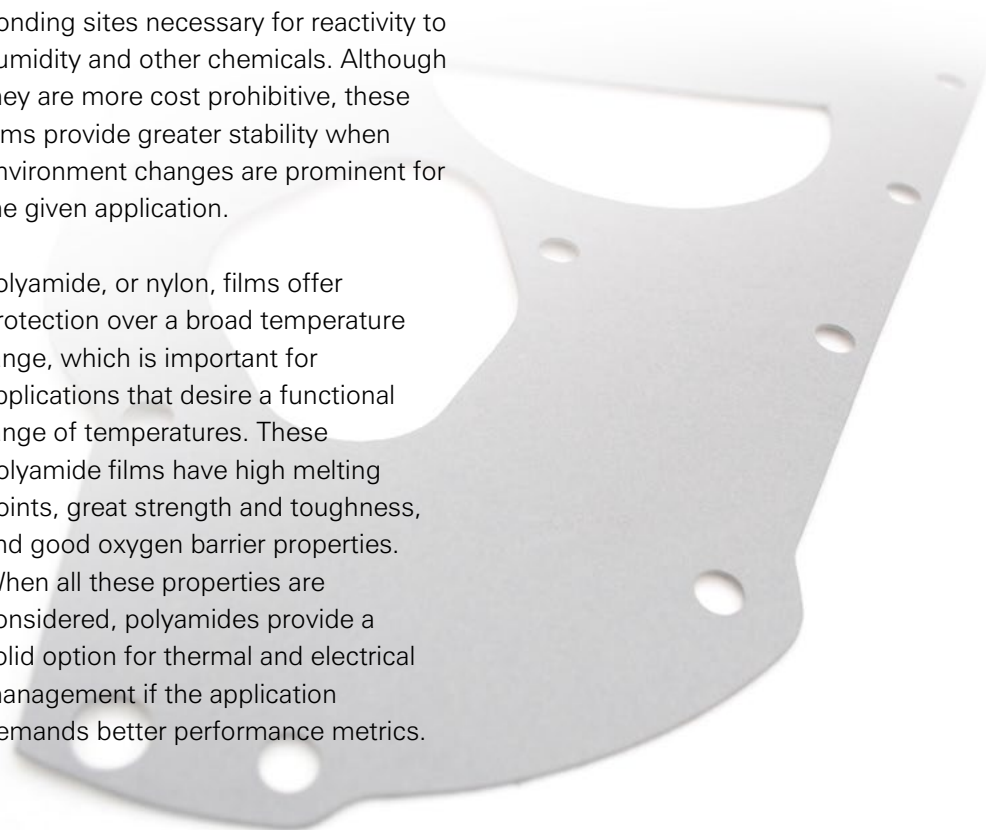 onding sites necessary for reactivity to
umidity and other chemicals. Although
hey are more cost prohibitive, these
lms provide greater stability when
nvironment changes are prominent for
he given application.
olyamide, or nylon, films offer
rotection over a broad temperature
ange, which is important for
pplications that desire a functional
ange of temperatures. These
olyamide films have high melting
oints, great strength and toughness,
nd good oxygen barrier properties.
When all these properties are
onsidered, polyamides provide a
olid option for thermal and electrical
anagement if the application
emands better performance metrics.